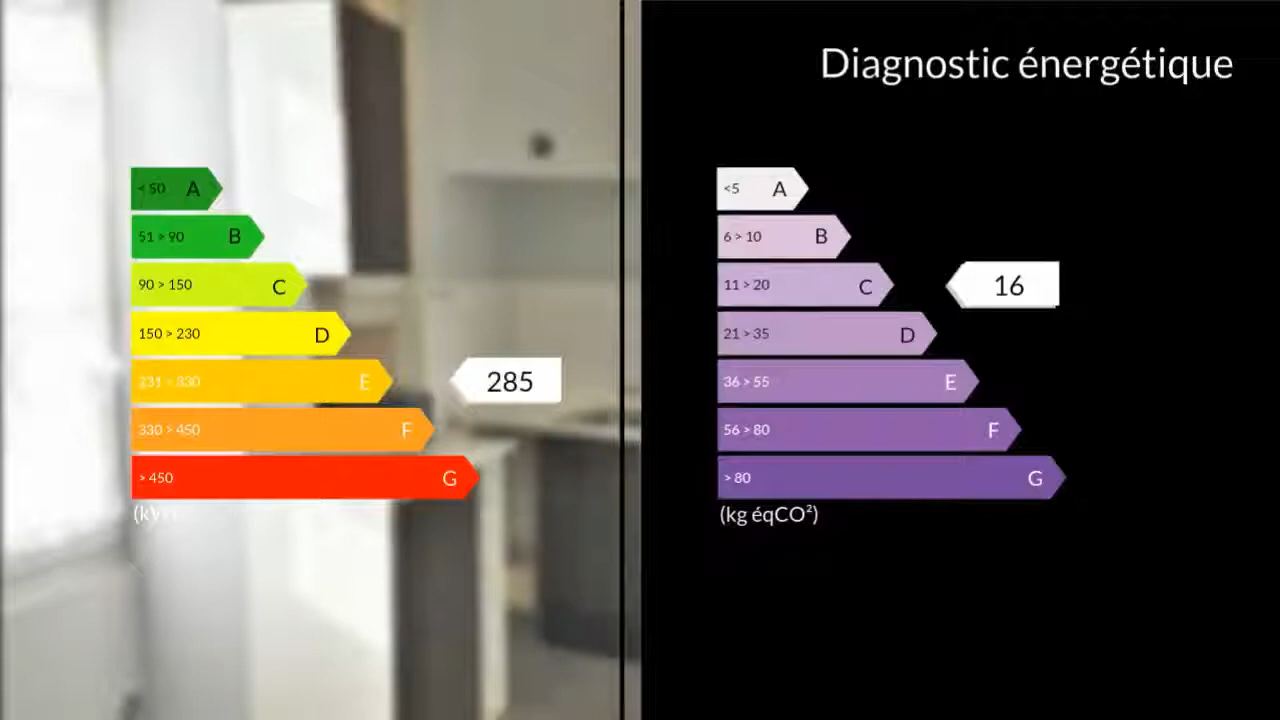 Diagnostic énergétique
< 50 A
51 > 90 B
90 > 150 C
150 > 230 D
231 > 330 E
330 > 450 F
> 450 G
285
<5 A
6 > 10 B
11 > 20 C
21 > 35 D
36 > 55 E
56 > 80 F
> 80 G
(kg éqCO²)
16